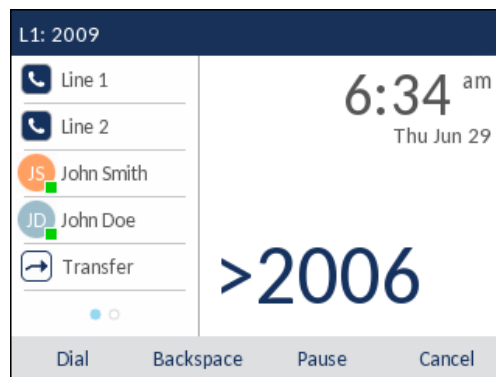 L1: 2009
Line 1
Line 2
JS John Smith
JD John Doe
Transfer
6:34 am
Thu Jun 29
>2006
Dial Backspace Pause Cancel